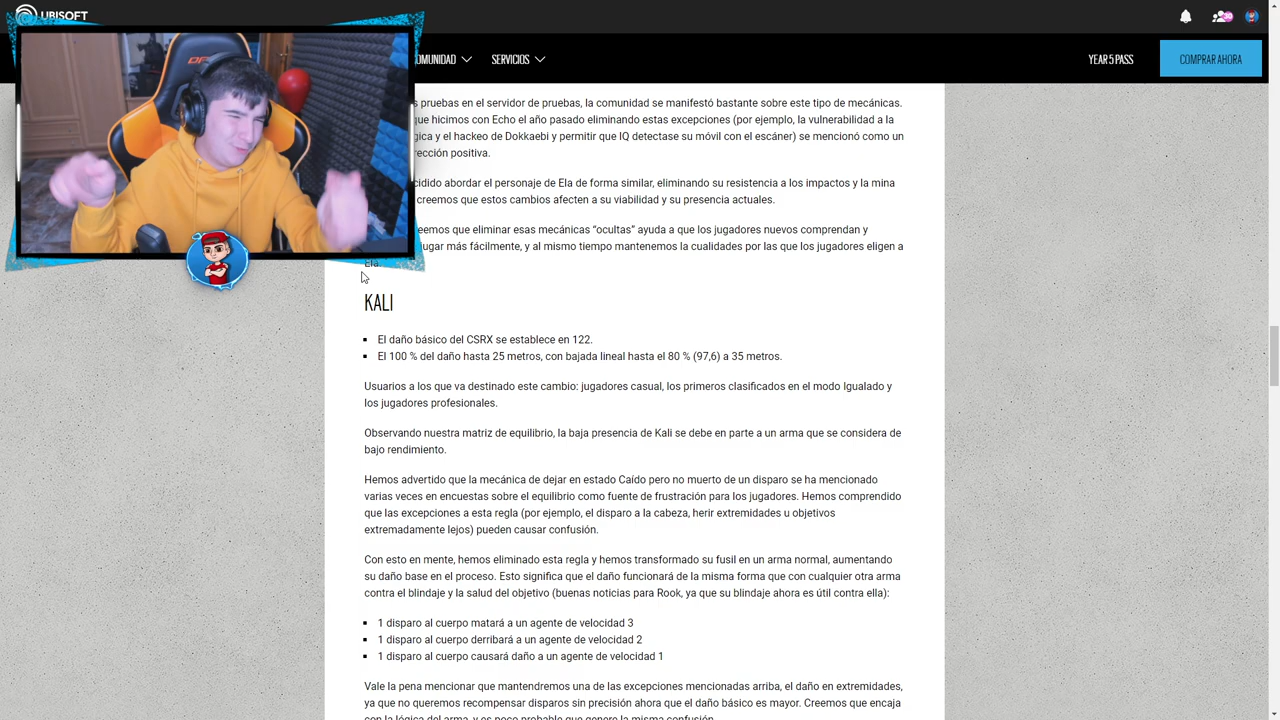 UBISOFT
30
OMUNIDAD
SERVICIOS
YEAR 5 PASS
COMPRAR AHORA
s pruebas en el servidor de pruebas, la comunidad se manifestó bastante sobre este tipo de mecánicas.
que hicimos con Echo el año pasado eliminando estas excepciones (por ejemplo, la vulnerabilidad a la
gica y el hackeo de Dokkaebi y permitir que IQ detectase su móvil con el escáner) se mencionó como un
rección positiva.
cidido abordar el personaje de Ela de forma similar, eliminando su resistencia a los impactos y la mina
creemos que estos cambios afecten a su viabilidad y su presencia actuales.
eemos que eliminar esas mecánicas “ocultas” ayuda a que los jugadores nuevos comprendan y
ugar más fácilmente, y al mismo tiempo mantenemos la cualidades por las que los jugadores eligen a
Ela.
KALI
▪ El daño básico del CSRX se establece en 122.
▪ El 100 % del daño hasta 25 metros, con bajada lineal hasta el 80 % (97,6) a 35 metros.
Usuarios a los que va destinado este cambio: jugadores casual, los primeros clasificados en el modo Igualado y
los jugadores profesionales.
Observando nuestra matriz de equilibrio, la baja presencia de Kali se debe en parte a un arma que se considera de
bajo rendimiento.
Hemos advertido que la mecánica de dejar en estado Caído pero no muerto de un disparo se ha mencionado
varias veces en encuestas sobre el equilibrio como fuente de frustración para los jugadores. Hemos comprendido
que las excepciones a esta regla (por ejemplo, el disparo a la cabeza, herir extremidades u objetivos
extremadamente lejos) pueden causar confusión.
Con esto en mente, hemos eliminado esta regla y hemos transformado su fusil en un arma normal, aumentando
su daño base en el proceso. Esto significa que el daño funcionará de la misma forma que con cualquier otra arma
contra el blindaje y la salud del objetivo (buenas noticias para Rook, ya que su blindaje ahora es útil contra ella):
▪ 1 disparo al cuerpo matará a un agente de velocidad 3
▪ 1 disparo al cuerpo derribará a un agente de velocidad 2
▪ 1 disparo al cuerpo causará daño a un agente de velocidad 1
Vale la pena mencionar que mantendremos una de las excepciones mencionadas arriba, el daño en extremidades,
ya que no queremos recompensar disparos sin precisión ahora que el daño básico es mayor. Creemos que encaja
con la lógica del arma, y es poco probable que genere la misma confusión.